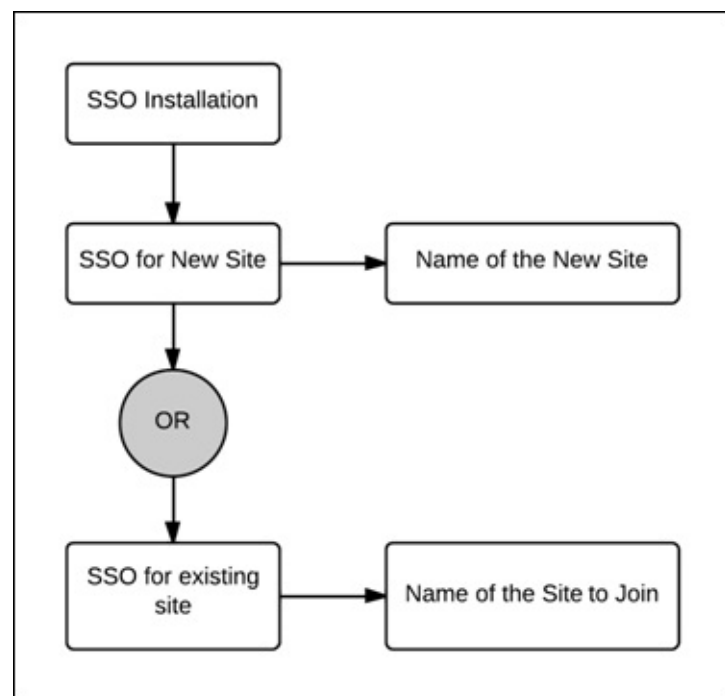 SSO Installation
SSO for New Site
Name of the New Site
OR
SSO for existing
site
Name of the Site to Join